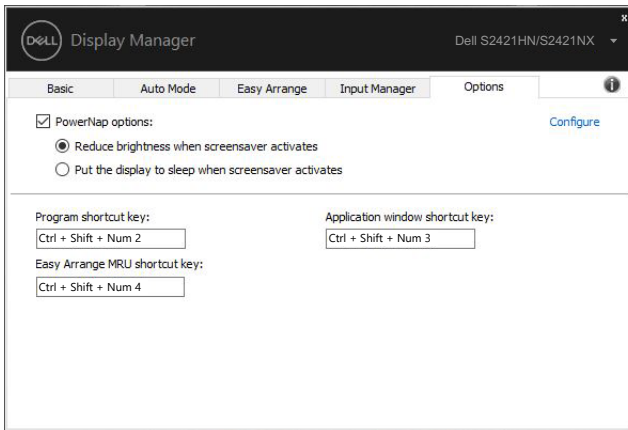 x
DELL Display Manager
Dell S2421HN/S2421NX
Basic Auto Mode Easy Arrange Input Manager Options
PowerNap options:
Configure
Reduce brightness when screensaver activates
Put the display to sleep when screensaver activates
Program shortcut key:
Application window shortcut key:
Ctrl + Shift + Num 2
Ctrl + Shift + Num 3
Easy Arrange MRU shortcut key:
Ctrl + Shift + Num 4